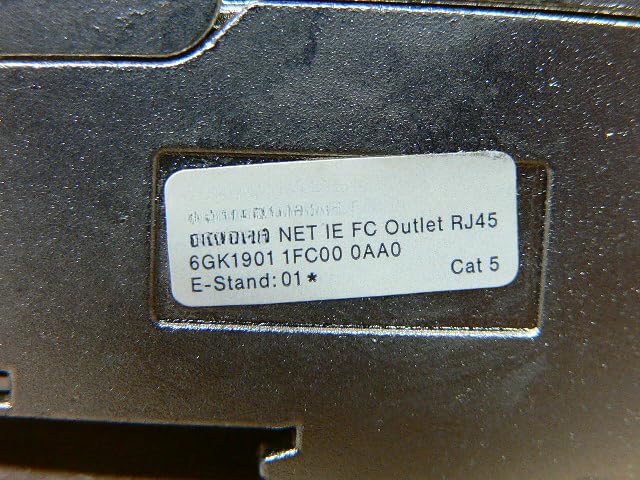 NET IE FC Outlet RJ45
6GK1901 1FC00 0AA0
E-Stand: 01* Cat 5